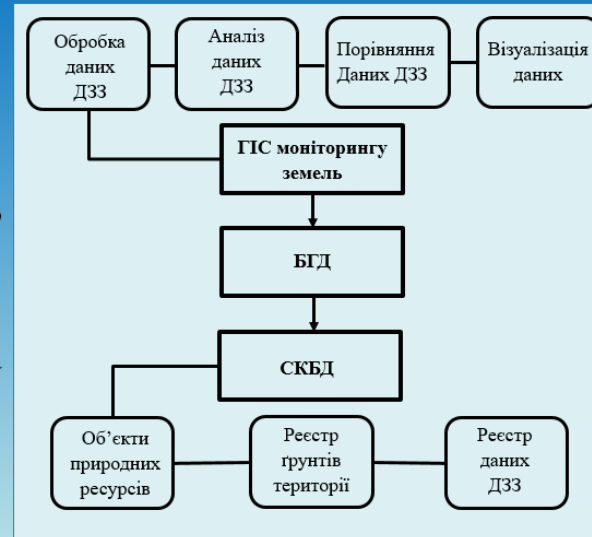 Обробка
даних
ДЗЗ
Аналіз
даних
ДЗЗ
Порівняння
Даних ДЗЗ
Візуалізація
даних
ГІС моніторингу
земель
БГД
СКБД
Об’єкти
природних
ресурсів
Реєстр
ґрунтів
території
Реєстр
даних
ДЗЗ